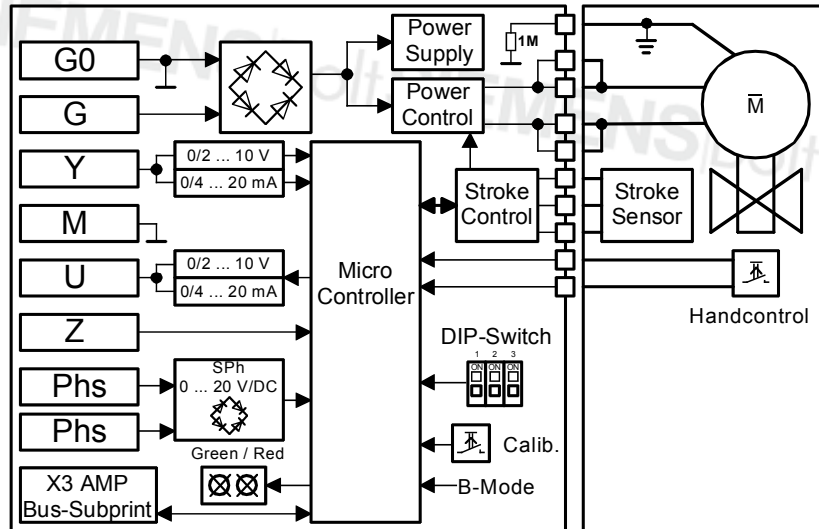 SIEMENS
SIEMENS
G0
G
Y
M
U
Z
Phs
Phs
X3 AMP
Bus-Subprint
0/2 ... 10 V
0/4 ... 20 mA
0/2 ... 10 V
0/4 ... 20 mA
SPh
0 ... 20 V/DC
Green / Red
Micro
Controller
Power
Supply
Power
Control
Stroke
Control
1M
DIP-Switch
1 2 3
ON ON ON
Calib.
B-Mode
M
Stroke
Sensor
Handcontrol